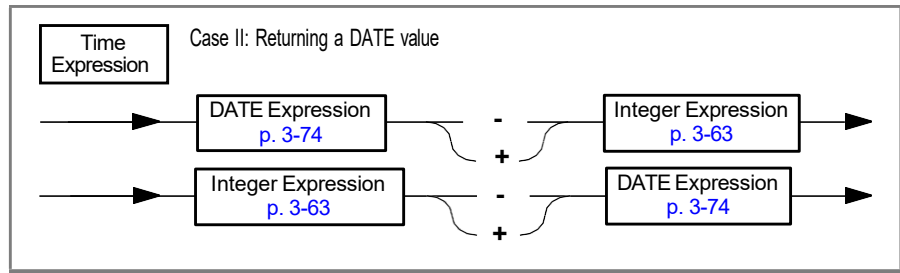 Time
Expression
Case II: Returning a DATE value
DATE Expression
p. 3-74
-
+
Integer Expression
p. 3-63
Integer Expression
p. 3-63
-
+
DATE Expression
p. 3-74